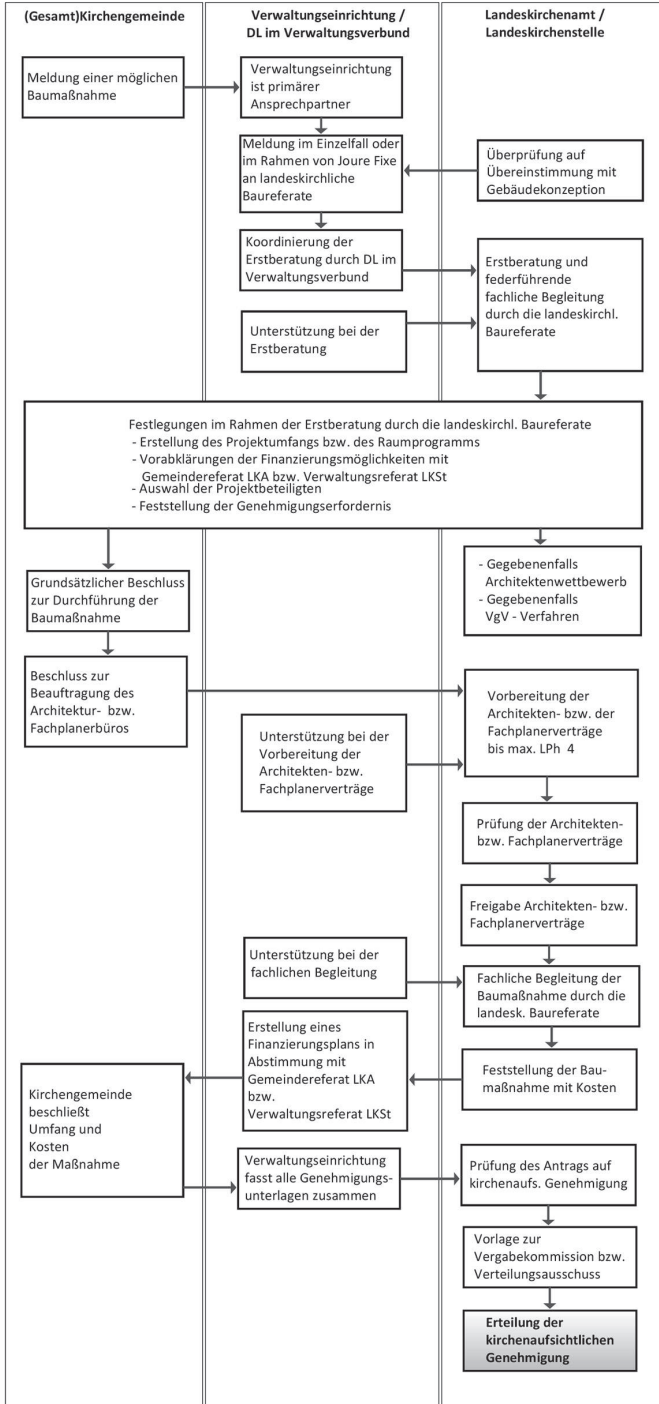 (Gesamt)Kirchengemeinde
Verwaltungseinrichtung /
DL im Verwaltungsverbund
Landeskirchenamt /
Landeskirchenstelle
Meldung einer möglichen
Baumaßnahme
Verwaltungseinrichtung
ist primärer
Ansprechpartner
Meldung im Einzelfall oder
im Rahmen von Joure Fixe
an landeskirchliche
Baureferate
Überprüfung auf
Übereinstimmung mit
Gebäudekonzeption
Koordinierung der
Erstberatung durch DL im
Verwaltungsverbund
Erstberatung und
federführende
fachliche Begleitung
durch die landeskirchl.
Baureferate
Unterstützung bei der
Erstberatung
Festlegungen im Rahmen der Erstberatung durch die landeskirchl. Baureferate
- Erstellung des Projektumfangs bzw. des Raumprogramms
- Vorabklärungen der Finanzierungsmöglichkeiten mit
Gemeindereferat LKA bzw. Verwaltungsreferat LKSt
- Auswahl der Projektbeteiligten
- Feststellung der Genehmigungserfordernis
Grundsätzlicher Beschluss
zur Durchführung der
Baumaßnahme
- Gegebenenfalls
Architektenwettbewerb
- Gegebenenfalls
VgV - Verfahren
Beschluss zur
Beauftragung des
Architektur- bzw.
Fachplanerbüros
Vorbereitung der
Architekten- bzw. der
Fachplanerverträge
bis max. LPh 4
Unterstützung bei der
Vorbereitung der
Architekten- bzw.
Fachplanerverträge
Prüfung der Architekten-
bzw. Fachplanerverträge
Freigabe Architekten- bzw.
Fachplanerverträge
Unterstützung bei der
fachlichen Begleitung
Fachliche Begleitung der
Baumaßnahme durch die
landesk. Baureferate
Erstellung eines
Finanzierungsplans in
Abstimmung mit
Gemeindereferat LKA
bzw.
Verwaltungsreferat LKSt
Feststellung der Bau-
maßnahme mit Kosten
Kirchengemeinde
beschließt
Umfang und
Kosten
der Maßnahme
Verwaltungseinrichtung
fasst alle Genehmigungs-
unterlagen zusammen
Prüfung des Antrags auf
kirchenaufs. Genehmigung
Vorlage zur
Vergabekommission bzw.
Verteilungsausschuss
Erteilung der
kirchenaufsichtlichen
Genehmigung